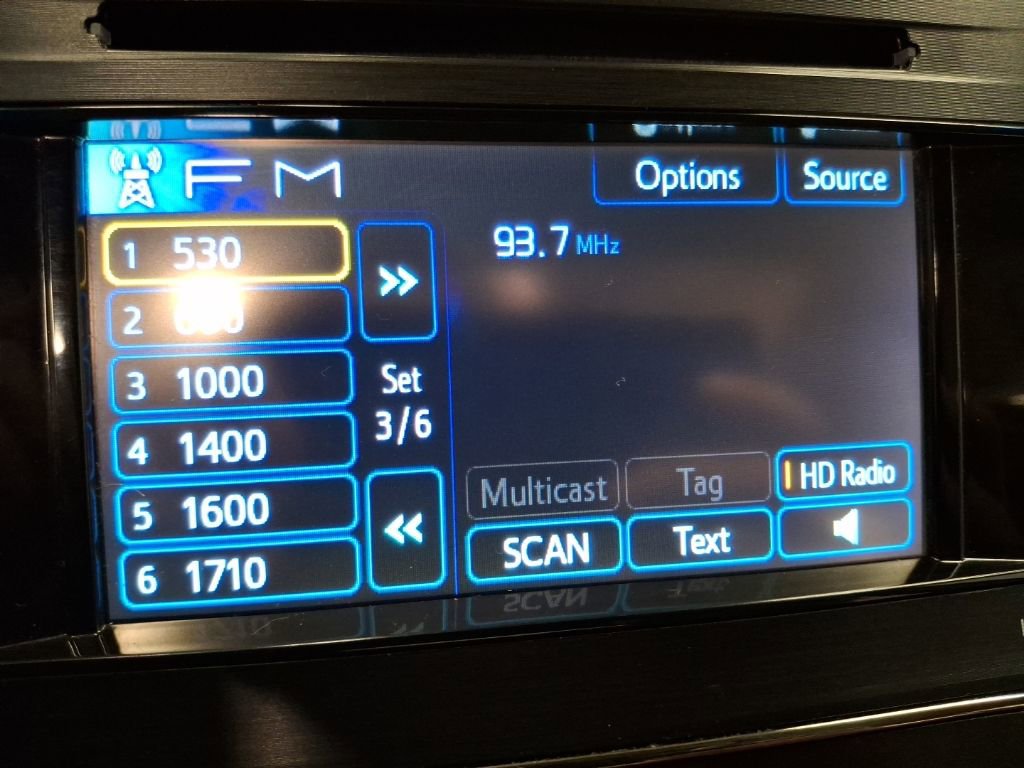 FM
Options
Source
1 530
2
3 1000
4 1400
5 1600
6 1710
»
Set
3/6
«
93.7 MHz
Multicast
Tag
HD Radio
SCAN
Text